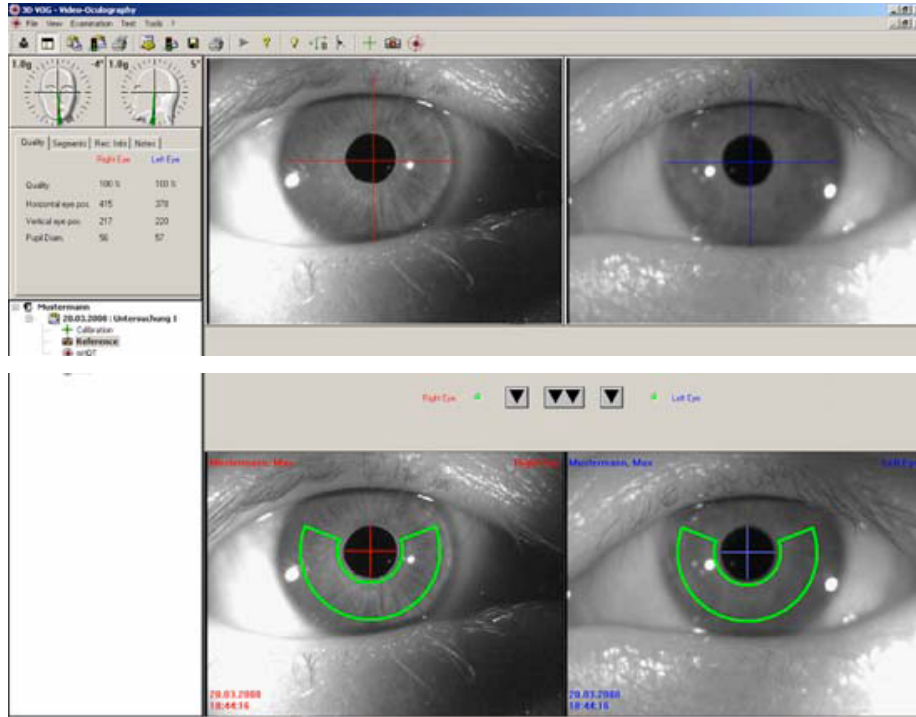 3D VOG - Video-Oculography
File View Examination Test Tools ?
1.0g -4° 1.0g 5°
Quality Segments Rec. Info Notes
Right Eye Left Eye
Quality 100 % 100 %
Horizontal eye pos. 415 370
Vertical eye pos. 217 220
Pupil Diam. 56 57
Mustermann
20.03.2008 : Untersuchung 1
Calibration
Reference
Right Eye Left Eye
Mustermann, Max Right Eye Mustermann, Max Left Eye
20.03.2008 20.03.2008
18:44:16 18:44:16